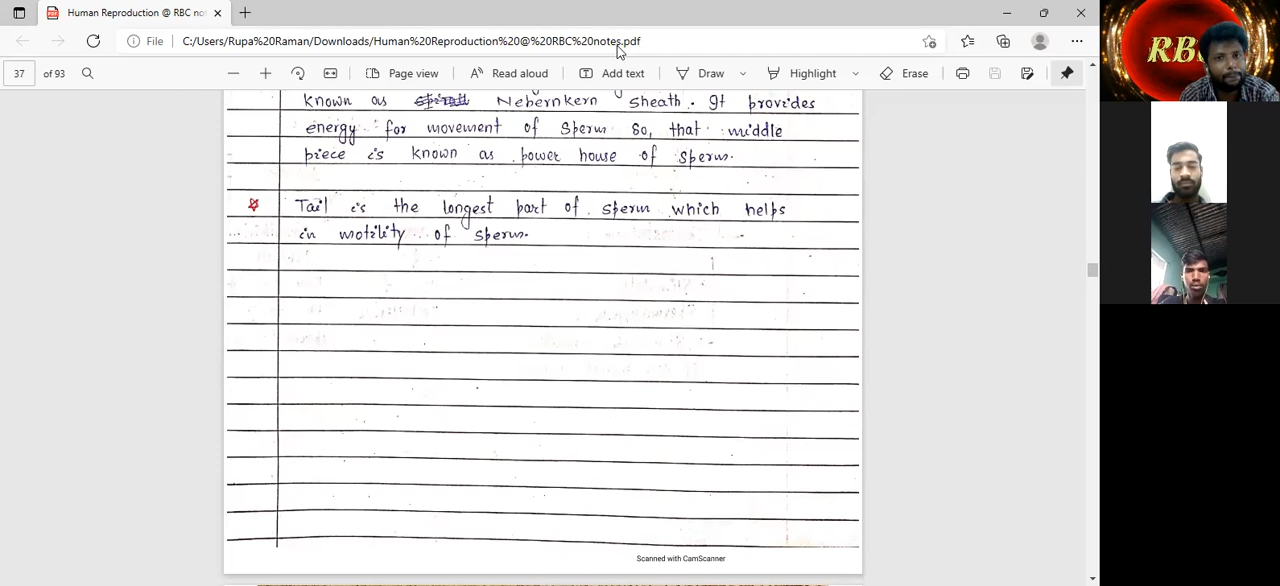 Human Reproduction @ RBC no
File
C:/Users/Rupa%20Raman/Downloads/Human%20Reproduction%20@%20RBC%20notes.pdf
37 of 93
Page view
Read aloud
Add text
Draw
Highlight
Erase
RBC
known as Nebernkern Sheath. It provides
energy for movement of Sperm So, that middle
piece is known as power house of sperm.
Tail is the longest part of sperm which helps
in motility of sperm.
Scanned with CamScanner